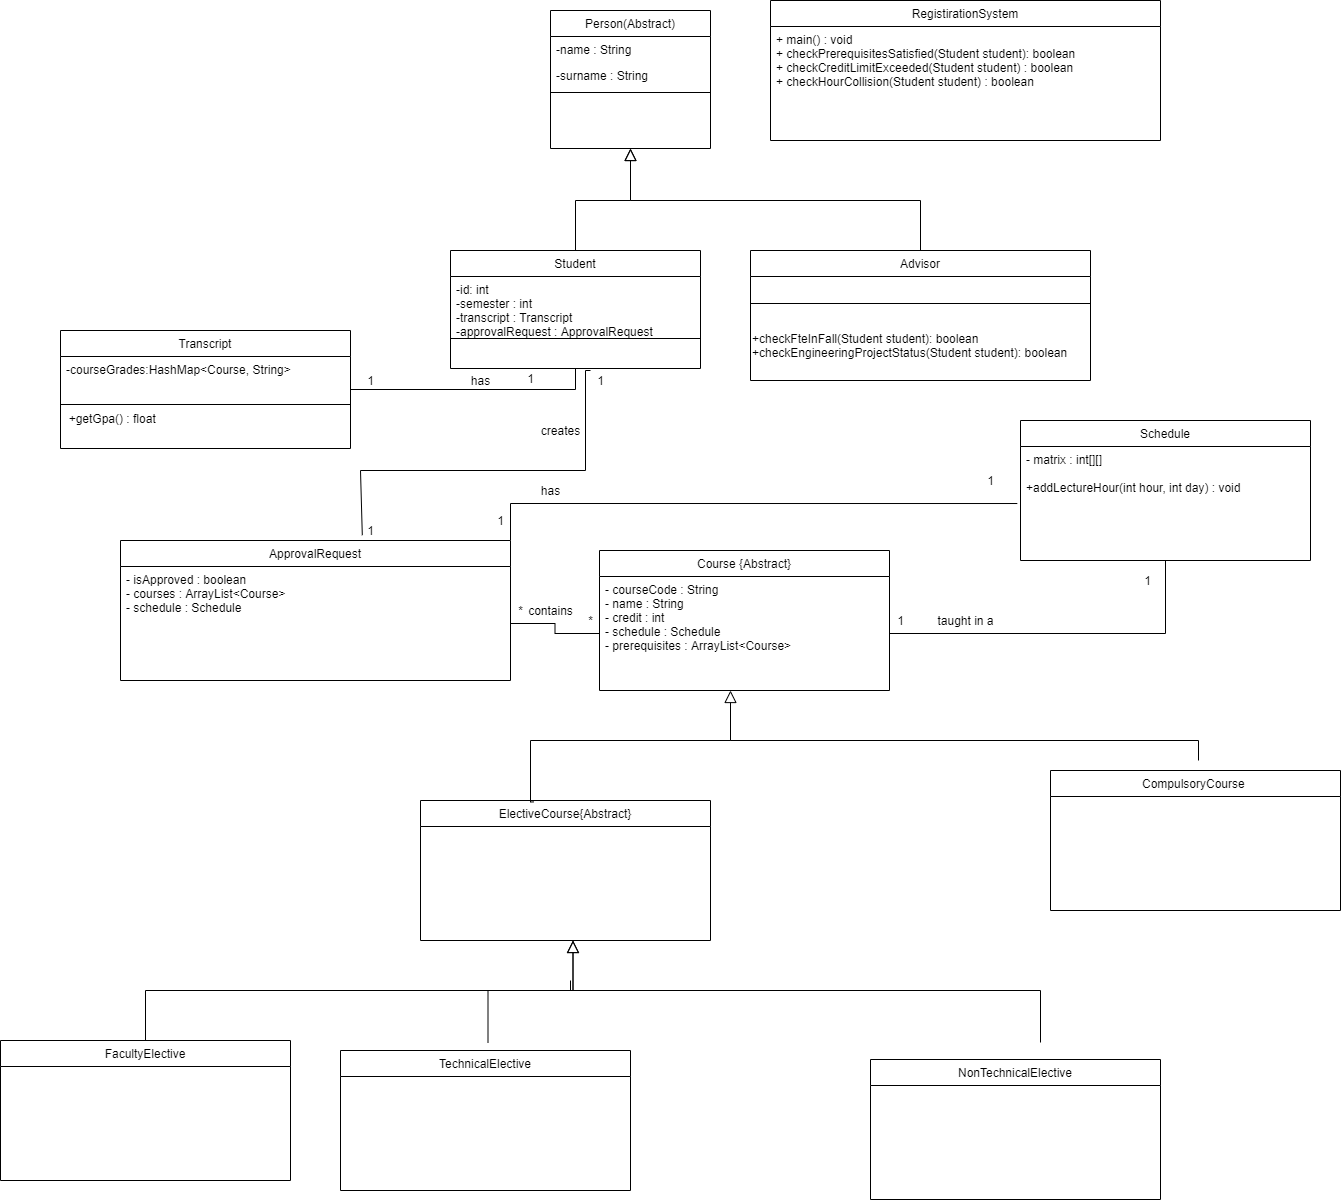 Person(Abstract)
-name : String
-surname : String
RegistirationSystem
+ main() : void
+ checkPrerequisitesSatisfied(Student student): boolean
+ checkCreditLimitExceeded(Student student) : boolean
+ checkHourCollision(Student student) : boolean
Student
-id: int
-semester : int
-transcript : Transcript
-approvalRequest : ApprovalRequest
Advisor
+checkFteInFall(Student student): boolean
+checkEngineeringProjectStatus(Student student): boolean
Transcript
-courseGrades:HashMap<Course, String>
+getGpa() : float
1
has
1
1
creates
1
Schedule
- matrix : int[][]
+addLectureHour(int hour, int day) : void
has
1
1
ApprovalRequest
- isApproved : boolean
- courses : ArrayList<Course>
- schedule : Schedule
* contains
*
Course {Abstract}
- courseCode : String
- name : String
- credit : int
- schedule : Schedule
- prerequisites : ArrayList<Course>
1
taught in a
1
ElectiveCourse{Abstract}
CompulsoryCourse
FacultyElective
TechnicalElective
NonTechnicalElective